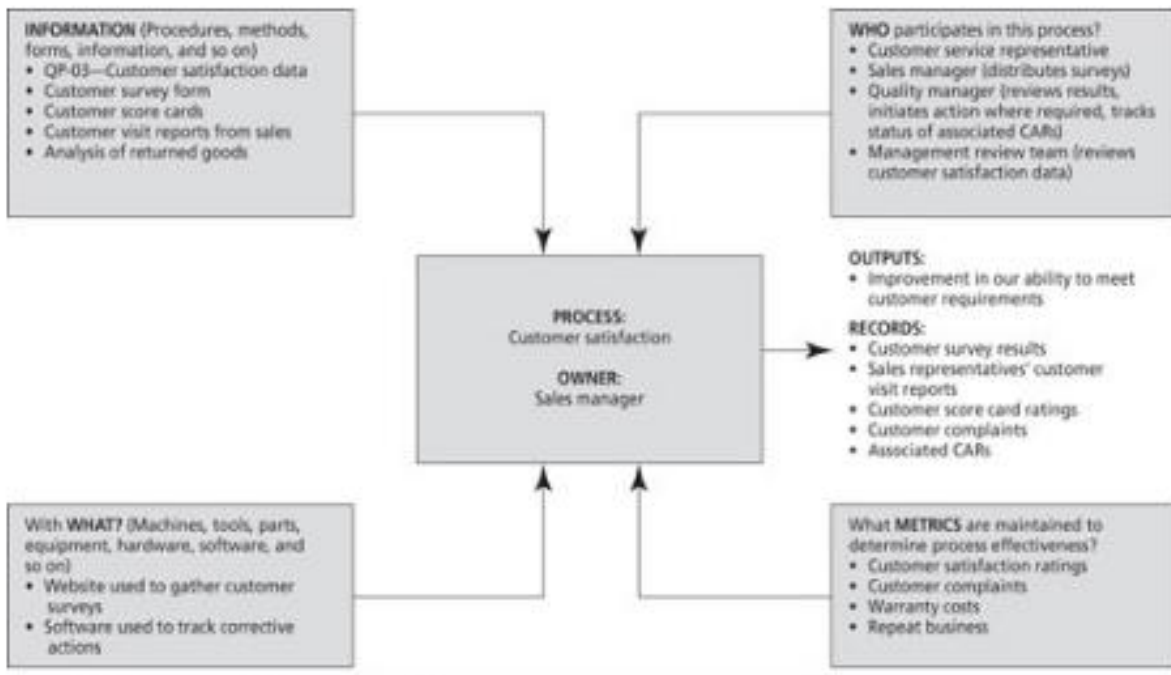 INFORMATION (Procedures, methods,
forms, information, and so on)
• QP-03—Customer satisfaction data
• Customer survey form
• Customer score cards
• Customer visit reports from sales
• Analysis of returned goods
WHO participates in this process?
• Customer service representative
• Sales manager (distributes surveys)
• Quality manager (reviews results,
initiates action where required, tracks
status of associated CARs)
• Management review team (reviews
customer satisfaction data)
PROCESS:
Customer satisfaction
OWNER:
Sales manager
OUTPUTS:
• Improvement in our ability to meet
customer requirements
RECORDS:
• Customer survey results
• Sales representatives' customer
visit reports
• Customer score card ratings
• Customer complaints
• Associated CARs
With WHAT? (Machines, tools, parts,
equipment, hardware, software, and
so on)
• Website used to gather customer
surveys
• Software used to track corrective
actions
What METRICS are maintained to
determine process effectiveness?
• Customer satisfaction ratings
• Customer complaints
• Warranty costs
• Repeat business